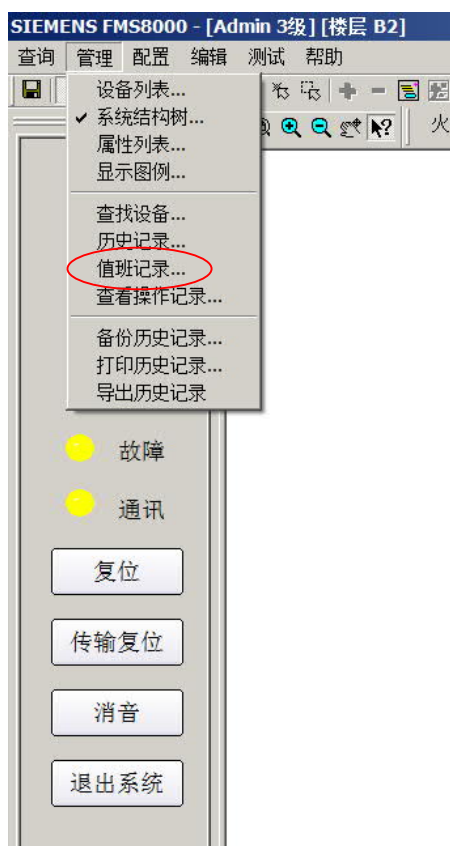 SIEMENS FMS8000 - [Admin 3级] [楼层 B2]
查询 管理 配置 编辑 测试 帮助
设备列表...
系统结构树...
属性列表...
火
显示图例...
查找设备...
历史记录...
值班记录...
查看操作记录...
备份历史记录...
打印历史记录...
导出历史记录
故障
通讯
复位
传输复位
消音
退出系统